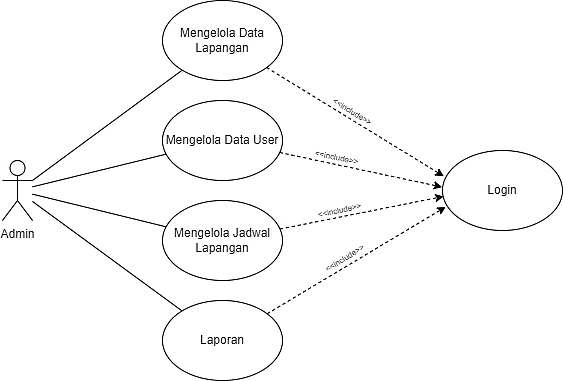 Mengelola Data
Lapangan
<<include>>
Mengelola Data User
<<include>>
Login
Admin
Mengelola Jadwal
Lapangan
<<include>>
<<include>>
Laporan